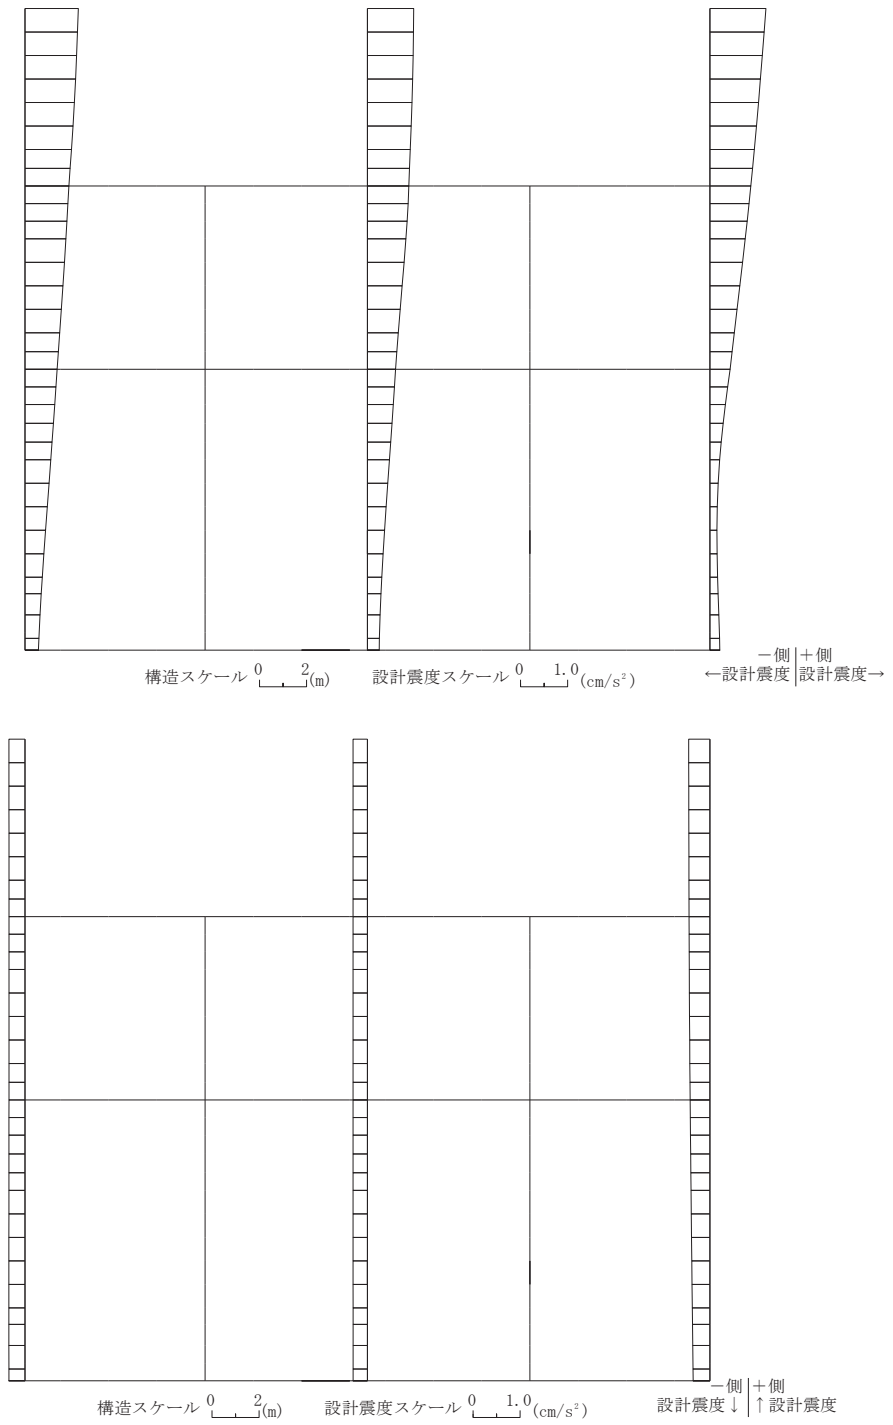 構造スケール 0 2(m) 設計震度スケール 0 1.0(cm/s²)
－側|＋側
←設計震度|設計震度→
構造スケール 0 2(m) 設計震度スケール 0 1.0(cm/s²)
－側|＋側
設計震度↓|↑設計震度